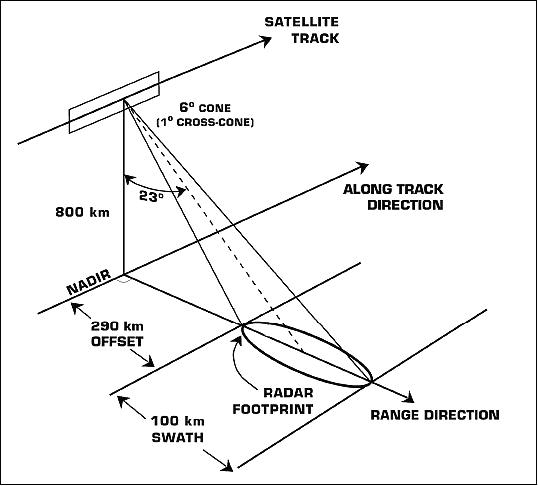 SATELLITE
TRACK
6° CONE
(1° CROSS-CONE)
23°
800 km
ALONG TRACK
DIRECTION
NADIR
290 km
OFFSET
RADAR
FOOTPRINT
RANGE DIRECTION
100 km
SWATH